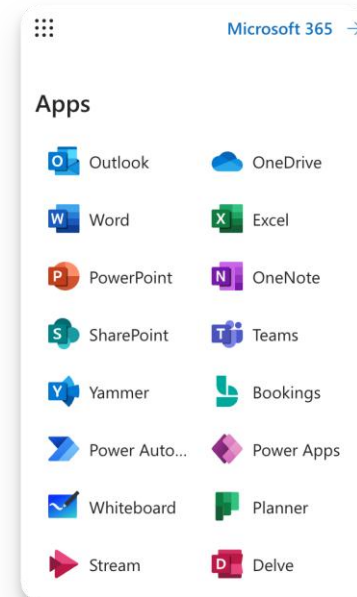 Microsoft 365 →
Apps
Outlook OneDrive
Word Excel
PowerPoint OneNote
SharePoint Teams
Yammer Bookings
Power Auto... Power Apps
Whiteboard Planner
Stream Delve